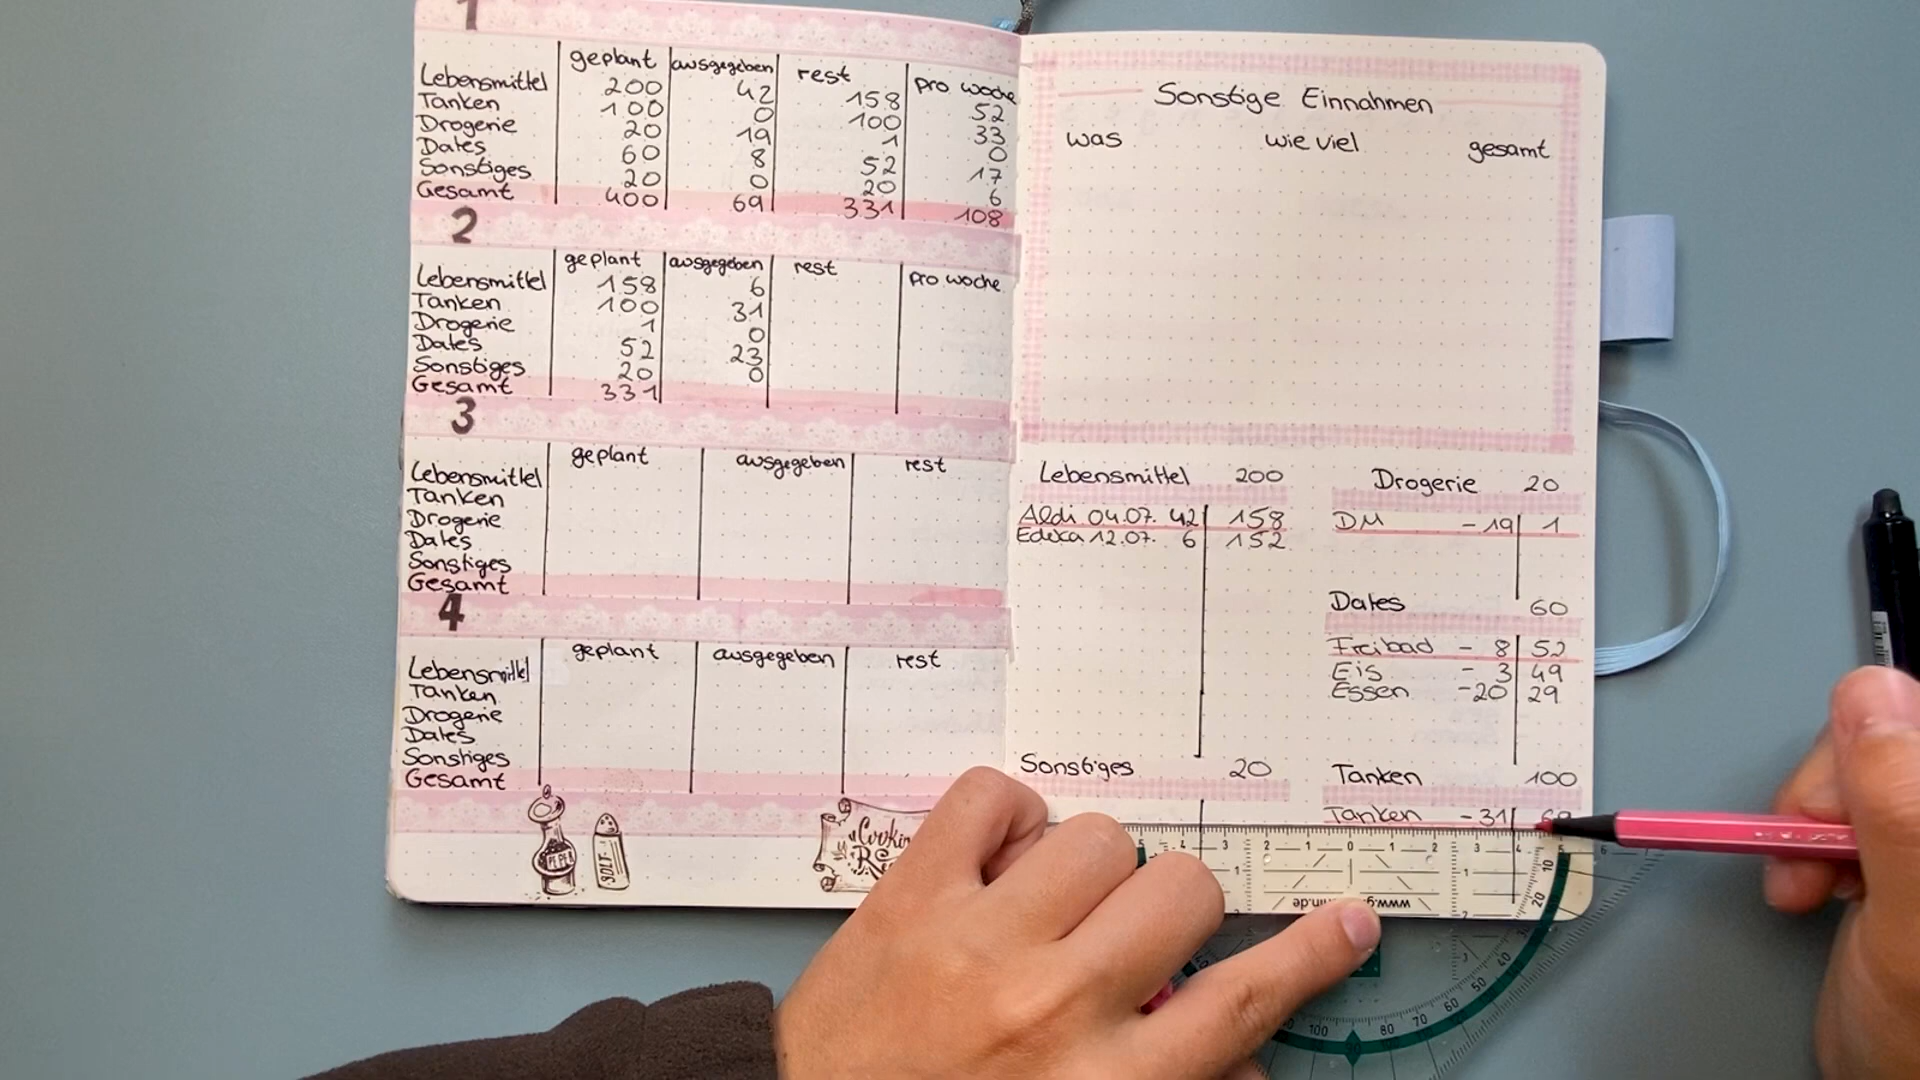 1
geplant ausgegeben rest pro woche
Lebensmittel 200 42 158 52
Tanken 100 0 100 33
Drogerie 20 19 1 0
Dates 60 8 52 17
Sonstiges 20 0 20 6
Gesamt 400 69 331 108
2
geplant ausgegeben rest pro woche
Lebensmittel 158 6
Tanken 100 31
Drogerie 1 0
Dates 52 23
Sonstiges 20 0
Gesamt 331
3
geplant ausgegeben rest
Lebensmittel
Tanken
Drogerie
Dates
Sonstiges
Gesamt
4
geplant ausgegeben rest
Lebensmittel
Tanken
Drogerie
Dates
Sonstiges
Gesamt
SALT
Sonstige Einnahmen
was wie viel gesamt
Lebensmittel 200
Aldi 04.07. 42 158
Edeka 12.07. 6 152
Drogerie 20
DM -19 1
Dates 60
Freibad - 8 52
Eis - 3 49
Essen -20 29
Sonstiges 20
Tanken 100
Tanken -31 69